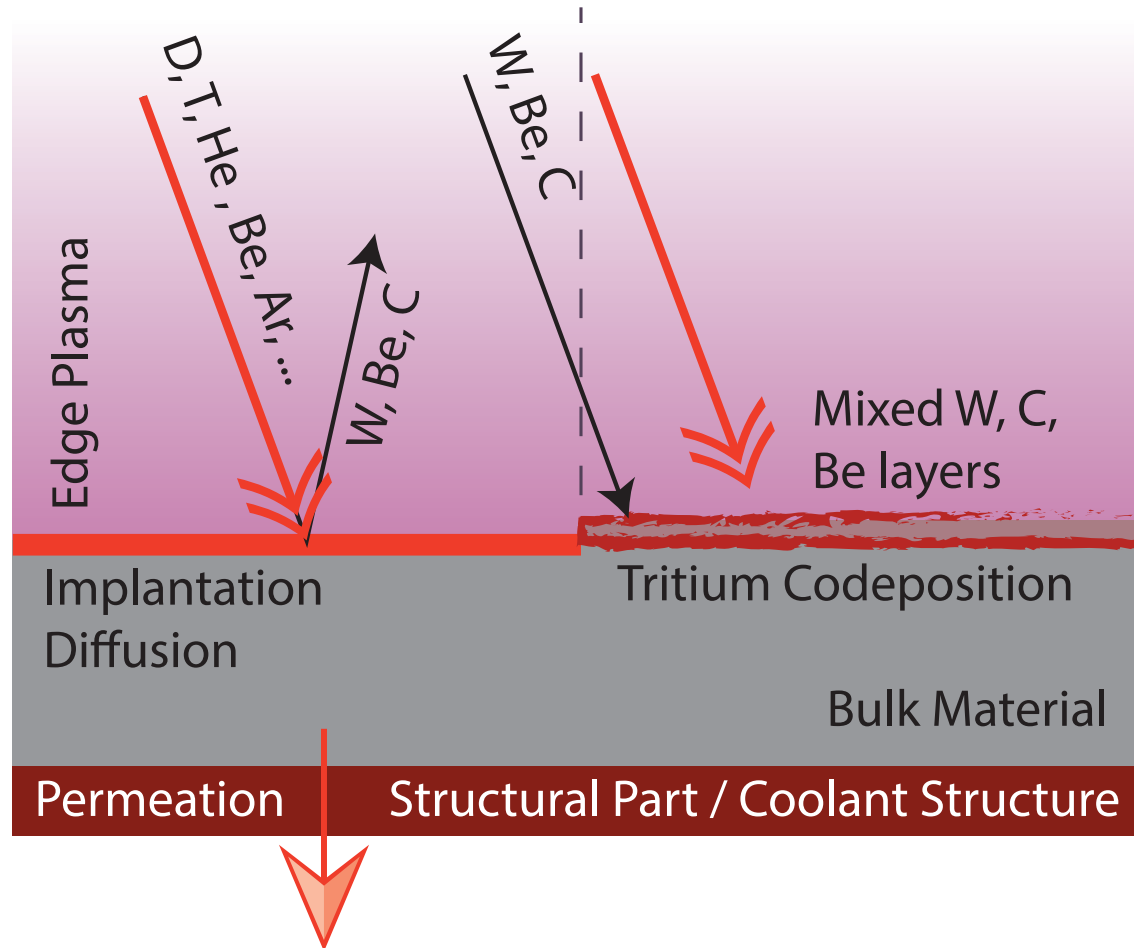 D, T, He, Be, Ar, ...
W, Be, C
W, Be, C
Edge Plasma
Mixed W, C,
Be layers
Implantation
Diffusion
Tritium Codeposition
Bulk Material
Permeation
Structural Part / Coolant Structure